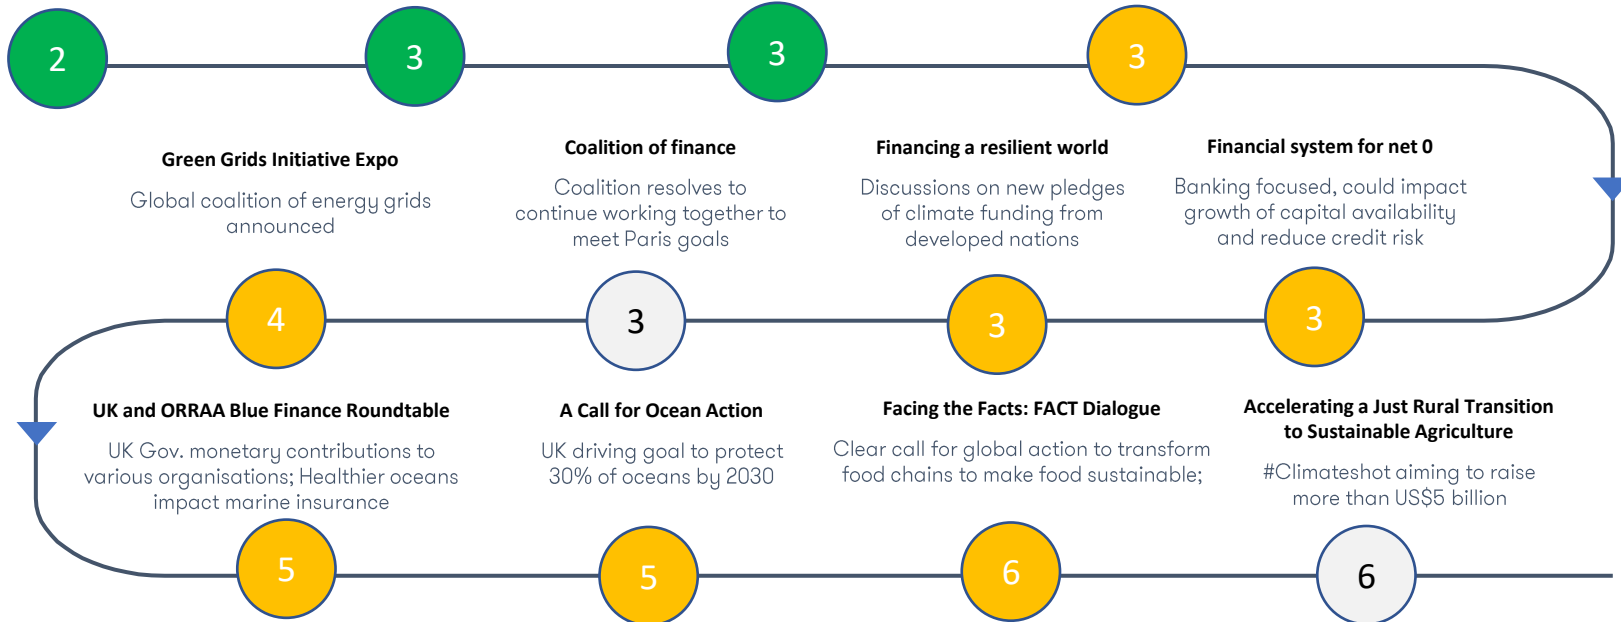 2
3
3
3
Green Grids Initiative Expo
Global coalition of energy grids
announced
Coalition of finance
Coalition resolves to
continue working together to
meet Paris goals
Financing a resilient world
Discussions on new pledges
of climate funding from
developed nations
Financial system for net 0
Banking focused, could impact
growth of capital availability
and reduce credit risk
4
3
3
3
UK and ORRAA Blue Finance Roundtable
UK Gov. monetary contributions to
various organisations; Healthier oceans
impact marine insurance
A Call for Ocean Action
UK driving goal to protect
30% of oceans by 2030
Facing the Facts: FACT Dialogue
Clear call for global action to transform
food chains to make food sustainable;
Accelerating a Just Rural Transition
to Sustainable Agriculture
#Climateshot aiming to raise
more than US$5 billion
5
5
6
6